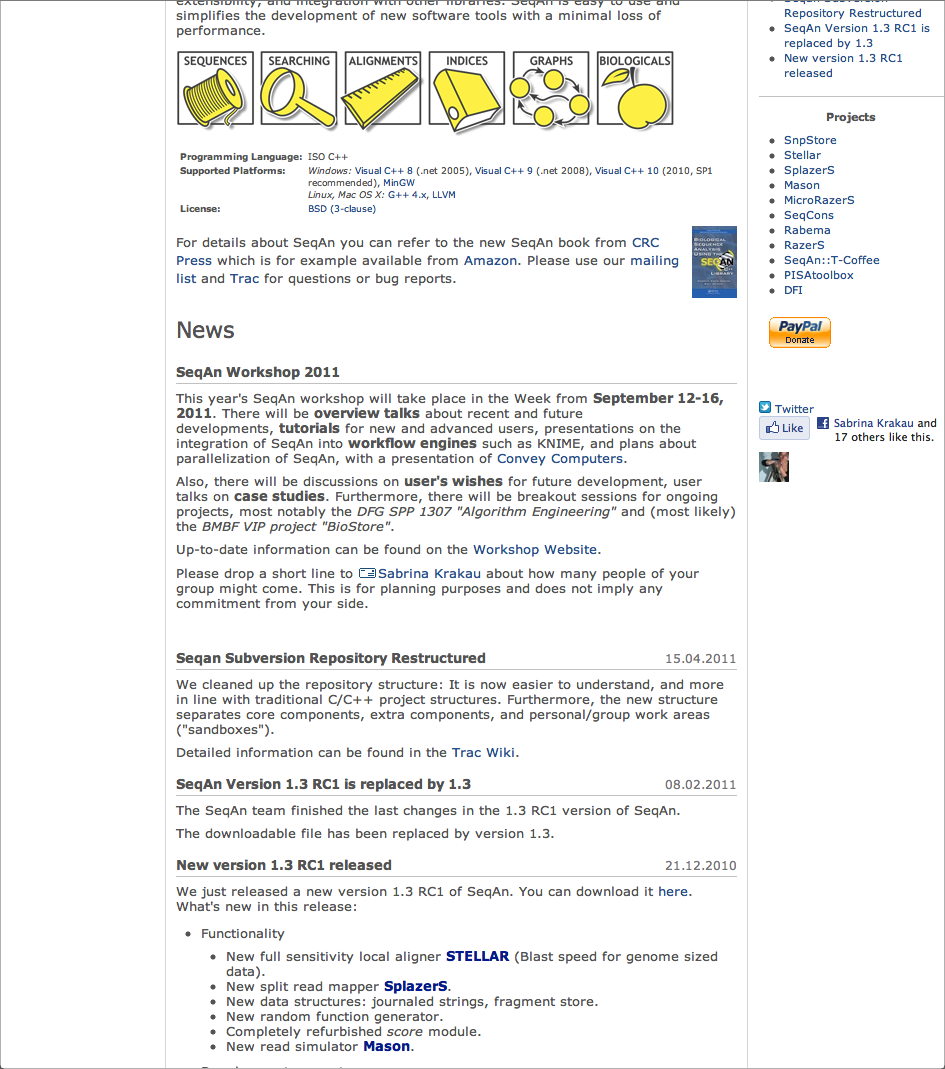 extensibility, and integration with other libraries. SeqAn is easy to use and
simplifies the development of new software tools with a minimal loss of
performance.
SEQUENCES SEARCHING ALIGNMENTS INDICES GRAPHS BIOLOGICALS
Programming Language: ISO C++
Supported Platforms: Windows: Visual C++ 8 (.net 2005), Visual C++ 9 (.net 2008), Visual C++ 10 (2010, SP1
recommended), MinGW
Linux, Mac OS X: G++ 4.x, LLVM
License: BSD (3-clause)
For details about SeqAn you can refer to the new SeqAn book from CRC
Press which is for example available from Amazon. Please use our mailing
list and Trac for questions or bug reports.
BIOLOGICAL
SEQUENCE
ANALYSIS
USING THE
SEQAN
C++
LIBRARY
News
SeqAn Workshop 2011
This year's SeqAn workshop will take place in the Week from September 12-16,
2011. There will be overview talks about recent and future
developments, tutorials for new and advanced users, presentations on the
integration of SeqAn into workflow engines such as KNIME, and plans about
parallelization of SeqAn, with a presentation of Convey Computers.
Also, there will be discussions on user's wishes for future development, user
talks on case studies. Furthermore, there will be breakout sessions for ongoing
projects, most notably the DFG SPP 1307 "Algorithm Engineering" and (most likely)
the BMBF VIP project "BioStore".
Up-to-date information can be found on the Workshop Website.
Please drop a short line to Sabrina Krakau about how many people of your
group might come. This is for planning purposes and does not imply any
commitment from your side.
Seqan Subversion Repository Restructured 15.04.2011
We cleaned up the repository structure: It is now easier to understand, and more
in line with traditional C/C++ project structures. Furthermore, the new structure
separates core components, extra components, and personal/group work areas
("sandboxes").
Detailed information can be found in the Trac Wiki.
SeqAn Version 1.3 RC1 is replaced by 1.3 08.02.2011
The SeqAn team finished the last changes in the 1.3 RC1 version of SeqAn.
The downloadable file has been replaced by version 1.3.
New version 1.3 RC1 released 21.12.2010
We just released a new version 1.3 RC1 of SeqAn. You can download it here.
What's new in this release:
Functionality
New full sensitivity local aligner STELLAR (Blast speed for genome sized
data).
New split read mapper SplazerS.
New data structures: journaled strings, fragment store.
New random function generator.
Completely refurbished score module.
New read simulator Mason.
Seqan Subversion
Repository Restructured
SeqAn Version 1.3 RC1 is
replaced by 1.3
New version 1.3 RC1
released
Projects
SnpStore
Stellar
SplazerS
Mason
MicroRazerS
SeqCons
Rabema
RazerS
SeqAn::T-Coffee
PISAtoolbox
DFI
PayPal
Donate
Twitter
Like
Sabrina Krakau and
17 others like this.